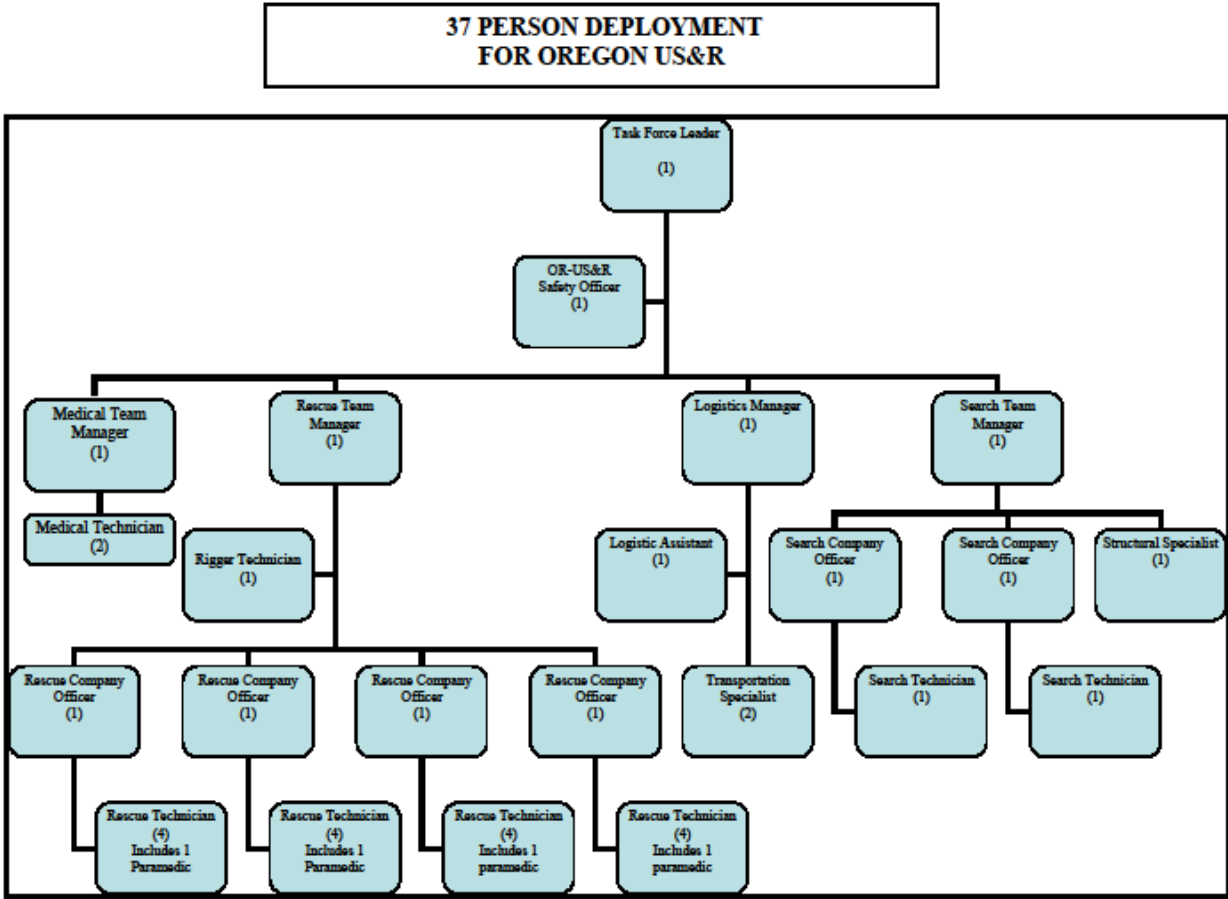 37 PERSON DEPLOYMENT
FOR OREGON US&R
Task Force Leader
(1)
OR-US&R
Safety Officer
(1)
Medical Team
Manager
(1)
Rescue Team
Manager
(1)
Logistics Manager
(1)
Search Team
Manager
(1)
Medical Technician
(2)
Rigger Technician
(1)
Logistic Assistant
(1)
Search Company
Officer
(1)
Search Company
Officer
(1)
Structural Specialist
(1)
Rescue Company
Officer
(1)
Rescue Company
Officer
(1)
Rescue Company
Officer
(1)
Rescue Company
Officer
(1)
Transportation
Specialist
(2)
Search Technician
(1)
Search Technician
(1)
Rescue Technician
(4)
Includes 1
Paramedic
Rescue Technician
(4)
Includes 1
Paramedic
Rescue Technician
(4)
Includes 1
paramedic
Rescue Technician
(4)
Includes 1
paramedic